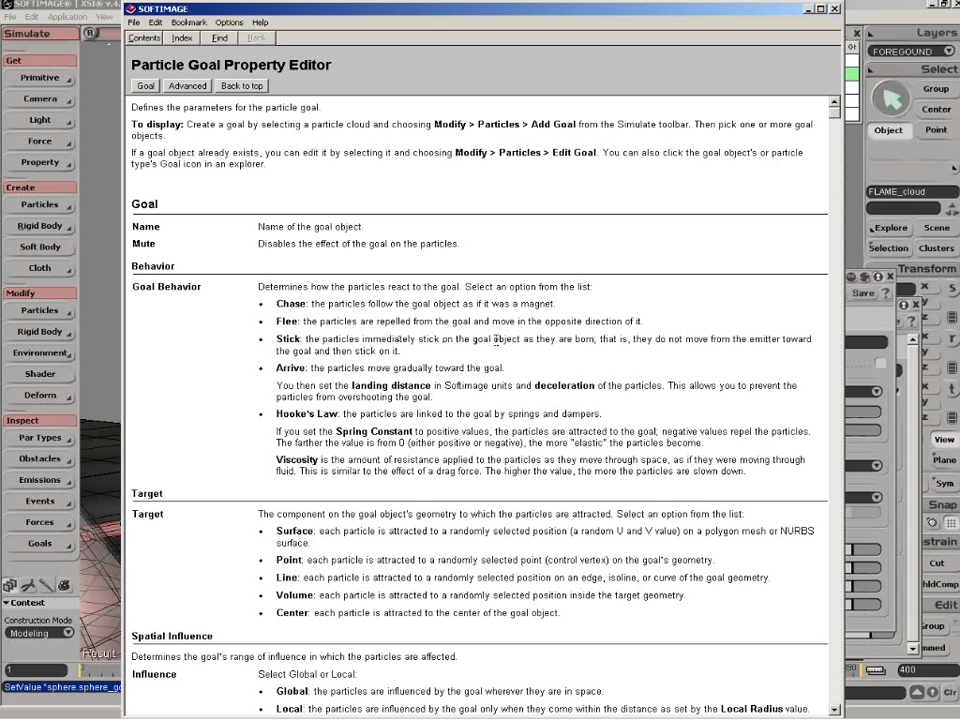 SOFTIMAGE® | XSI® v.4.
File Edit Application View
Simulate
Get
Primitive
Camera
Light
Force
Property
Create
Particles
Rigid Body
Soft Body
Cloth
Modify
Particles
Rigid Body
Environment
Shader
Deform
Inspect
Par Types
Obstacles
Emissions
Events
Forces
Goals
Context
Construction Mode
Modeling
1
SetValue "sphere.sphere_go
B
Result
SOFTIMAGE
File Edit Bookmark Options Help
Contents Index Find Back
Particle Goal Property Editor
Goal Advanced Back to top
Defines the parameters for the particle goal.
To display: Create a goal by selecting a particle cloud and choosing Modify > Particles > Add Goal from the Simulate toolbar. Then pick one or more goal
objects.
If a goal object already exists, you can edit it by selecting it and choosing Modify > Particles > Edit Goal. You can also click the goal object's or particle
type's Goal icon in an explorer.
Goal
Name Name of the goal object.
Mute Disables the effect of the goal on the particles.
Behavior
Goal Behavior Determines how the particles react to the goal. Select an option from the list:
• Chase: the particles follow the goal object as if it was a magnet.
• Flee: the particles are repelled from the goal and move in the opposite direction of it.
• Stick: the particles immediately stick on the goal object as they are born; that is, they do not move from the emitter toward
the goal and then stick on it.
• Arrive: the particles move gradually toward the goal.
You then set the landing distance in Softimage units and deceleration of the particles. This allows you to prevent the
particles from overshooting the goal.
• Hooke's Law: the particles are linked to the goal by springs and dampers.
If you set the Spring Constant to positive values, the particles are attracted to the goal; negative values repel the particles.
The farther the value is from 0 (either positive or negative), the more "elastic" the particles become.
Viscosity is the amount of resistance applied to the particles as they move through space, as if they were moving through
fluid. This is similar to the effect of a drag force. The higher the value, the more the particles are slown down.
Target
Target The component on the goal object's geometry to which the particles are attracted. Select an option from the list:
• Surface: each particle is attracted to a randomly selected position (a random U and V value) on a polygon mesh or NURBS
surface.
• Point: each particle is attracted to a randomly selected point (control vertex) on the goal's geometry.
• Line: each particle is attracted to a randomly selected position on an edge, isoline, or curve of the goal geometry.
• Volume: each particle is attracted to a randomly selected position inside the target geometry.
• Center: each particle is attracted to the center of the goal object.
Spatial Influence
Determines the goal's range of influence in which the particles are affected.
Influence Select Global or Local:
• Global: the particles are influenced by the goal wherever they are in space.
• Local: the particles are influenced by the goal only when they come within the distance as set by the Local Radius value.
Layers
FOREGOUND
Select
Group
Center
Object Point
FLAME_cloud
Explore Scene
Selection Clusters
Transform
x s
Save ?
y
z
x r
y
z
x t
y
z
View
Plane
Sym
Snap
strain
Cut
hldComp
Edit
roup
mmed
400
Clr